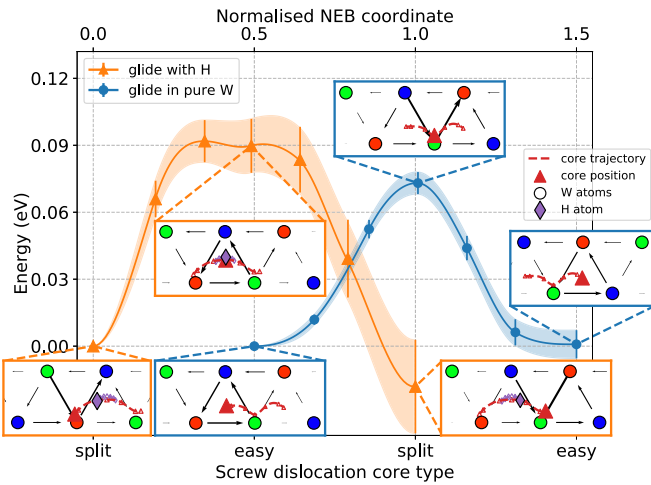 Normalised NEB coordinate
0.0 0.5 1.0 1.5
0.12
0.09
0.06
0.03
0.00
Energy (eV)
glide with H
glide in pure W
core trajectory
core position
W atoms
H atom
split easy split easy
Screw dislocation core type